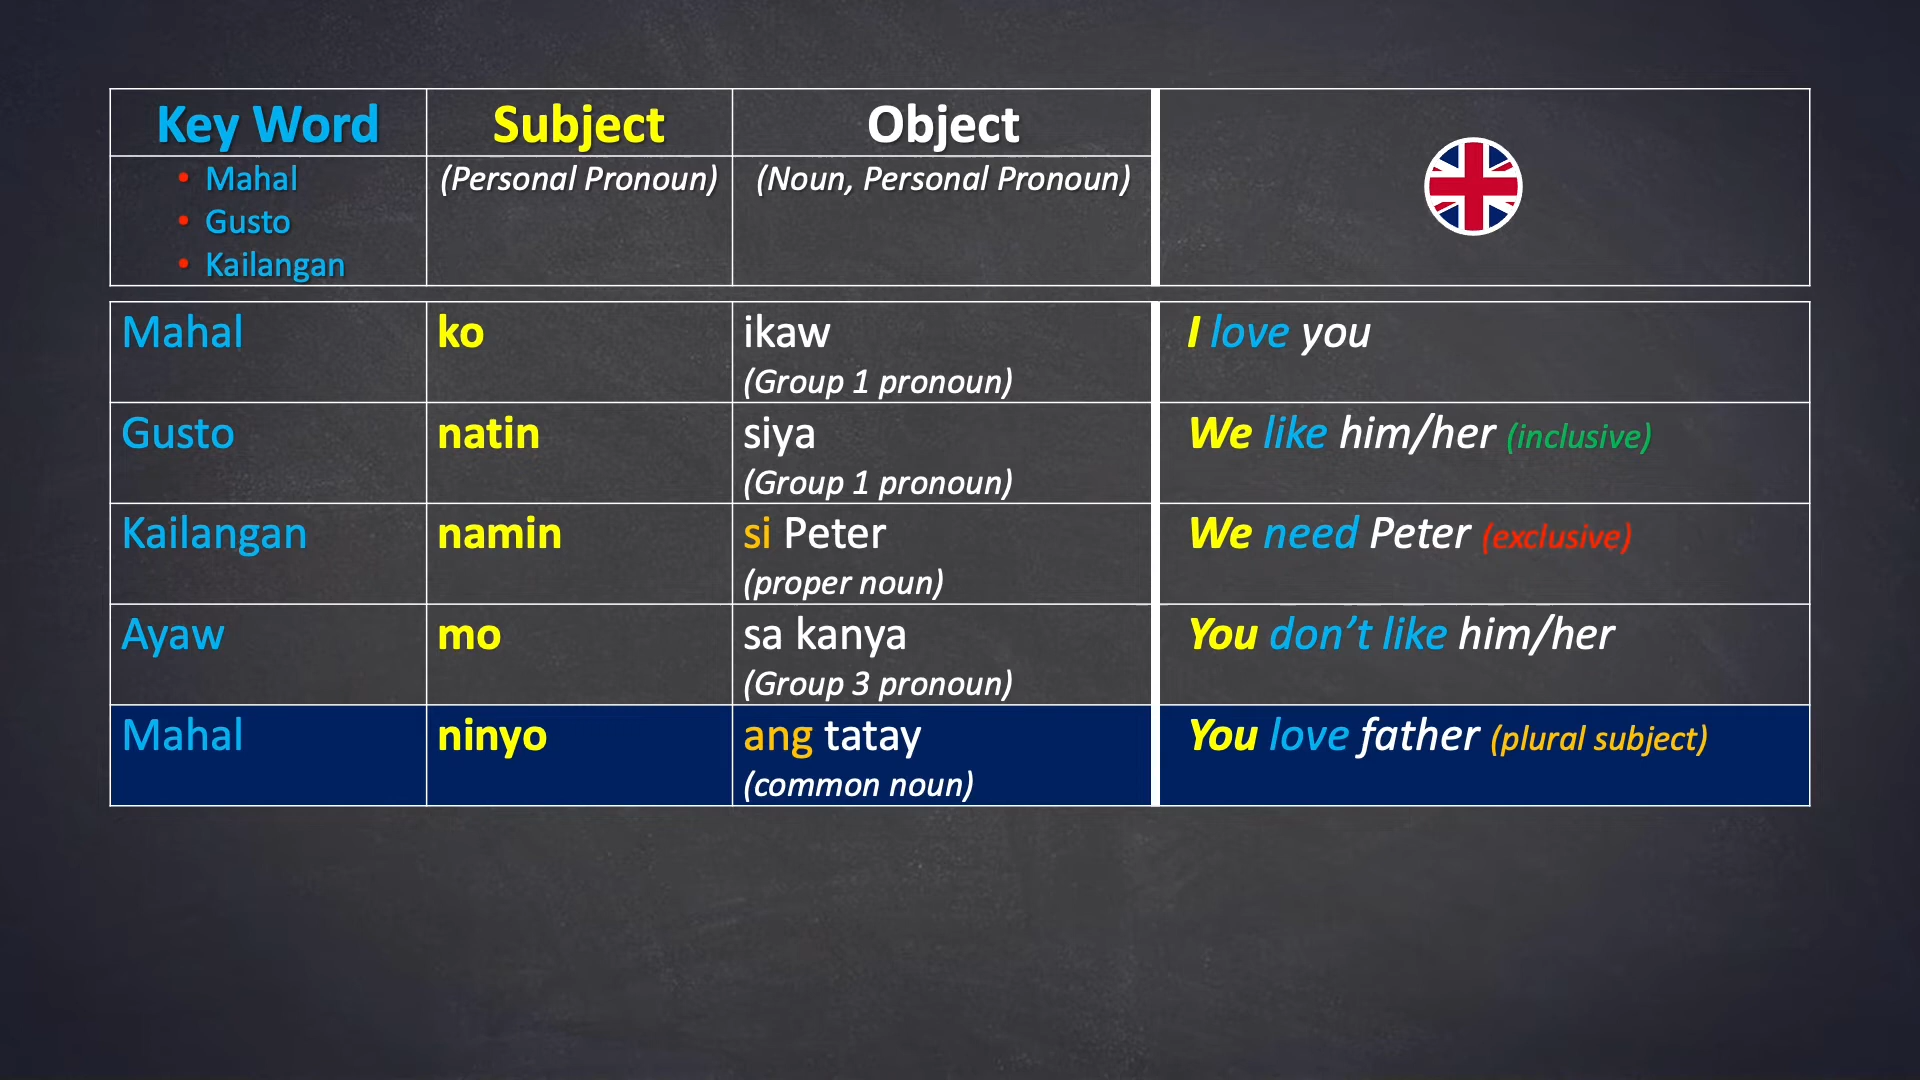 Key Word Subject Object
• Mahal (Personal Pronoun) (Noun, Personal Pronoun)
• Gusto
• Kailangan
Mahal ko ikaw I love you
(Group 1 pronoun)
Gusto natin siya We like him/her (inclusive)
(Group 1 pronoun)
Kailangan namin si Peter We need Peter (exclusive)
(proper noun)
Ayaw mo sa kanya You don’t like him/her
(Group 3 pronoun)
Mahal ninyo ang tatay You love father (plural subject)
(common noun)